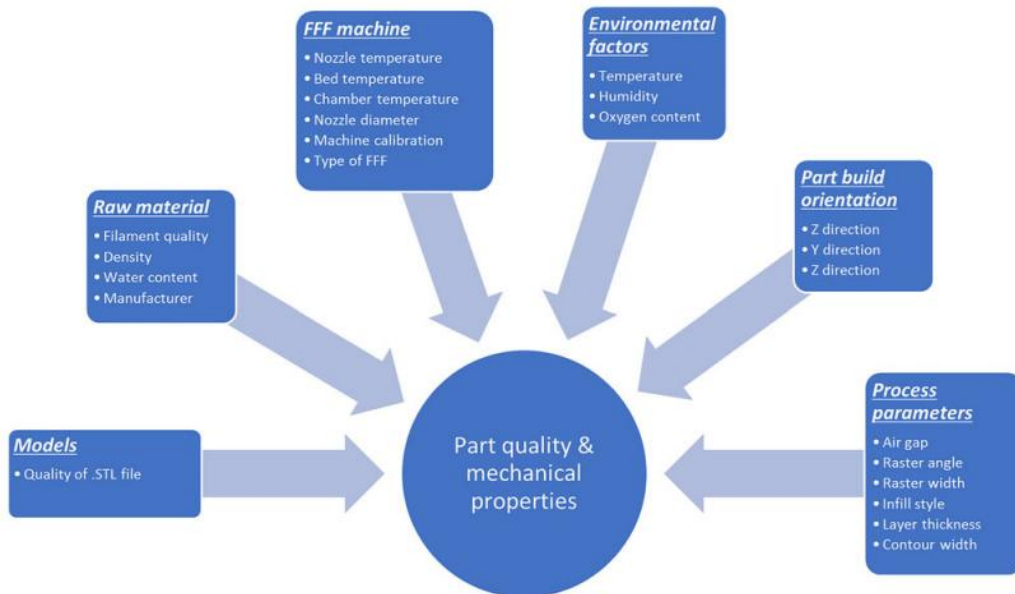 FFF machine
• Nozzle temperature
• Bed temperature
• Chamber temperature
• Nozzle diameter
• Machine calibration
• Type of FFF
Environmental
factors
• Temperature
• Humidity
• Oxygen content
Raw material
• Filament quality
• Density
• Water content
• Manufacturer
Part build
orientation
• Z direction
• Y direction
• Z direction
Models
• Quality of .STL file
Part quality &
mechanical
properties
Process
parameters
• Air gap
• Raster angle
• Raster width
• Infill style
• Layer thickness
• Contour width